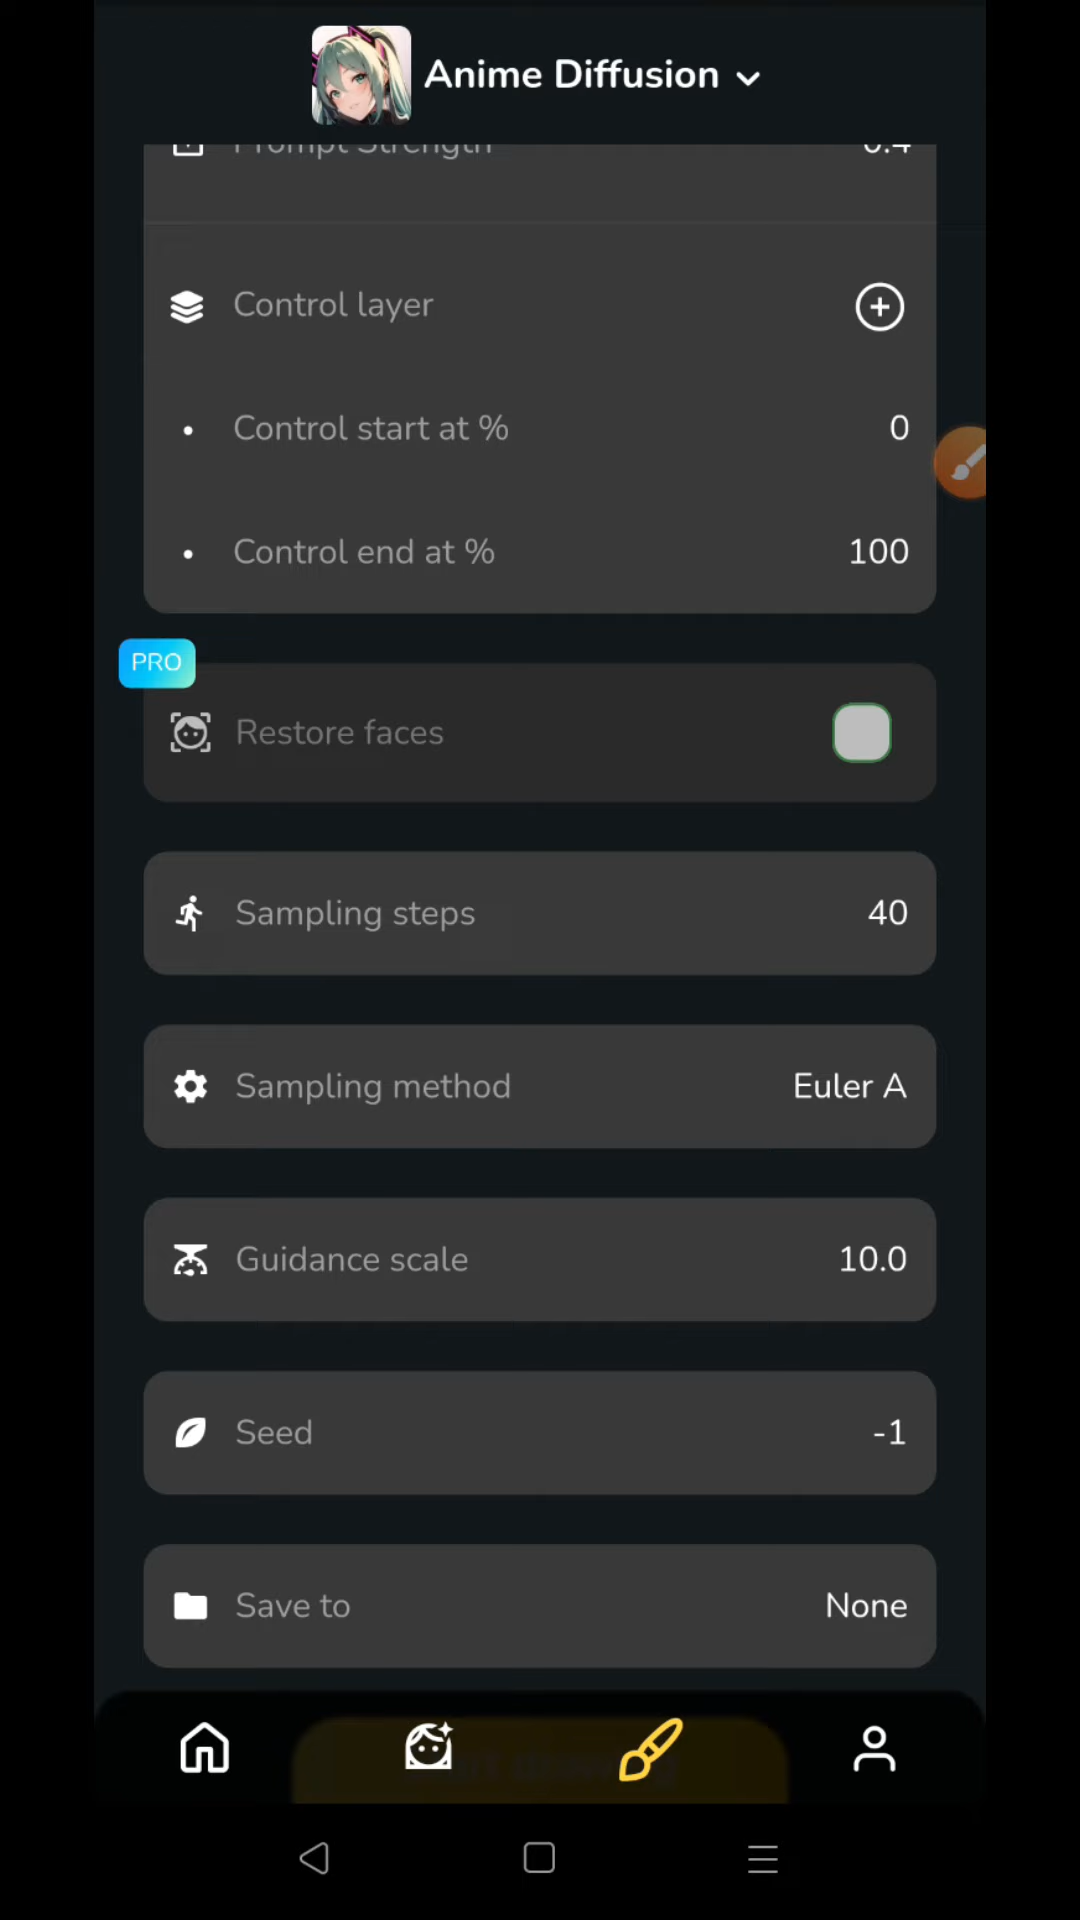 Anime Diffusion
Prompt Strength 0.4
Control layer
Control start at % 0
Control end at % 100
PRO
Restore faces
Sampling steps 40
Sampling method Euler A
Guidance scale 10.0
Seed -1
Save to None